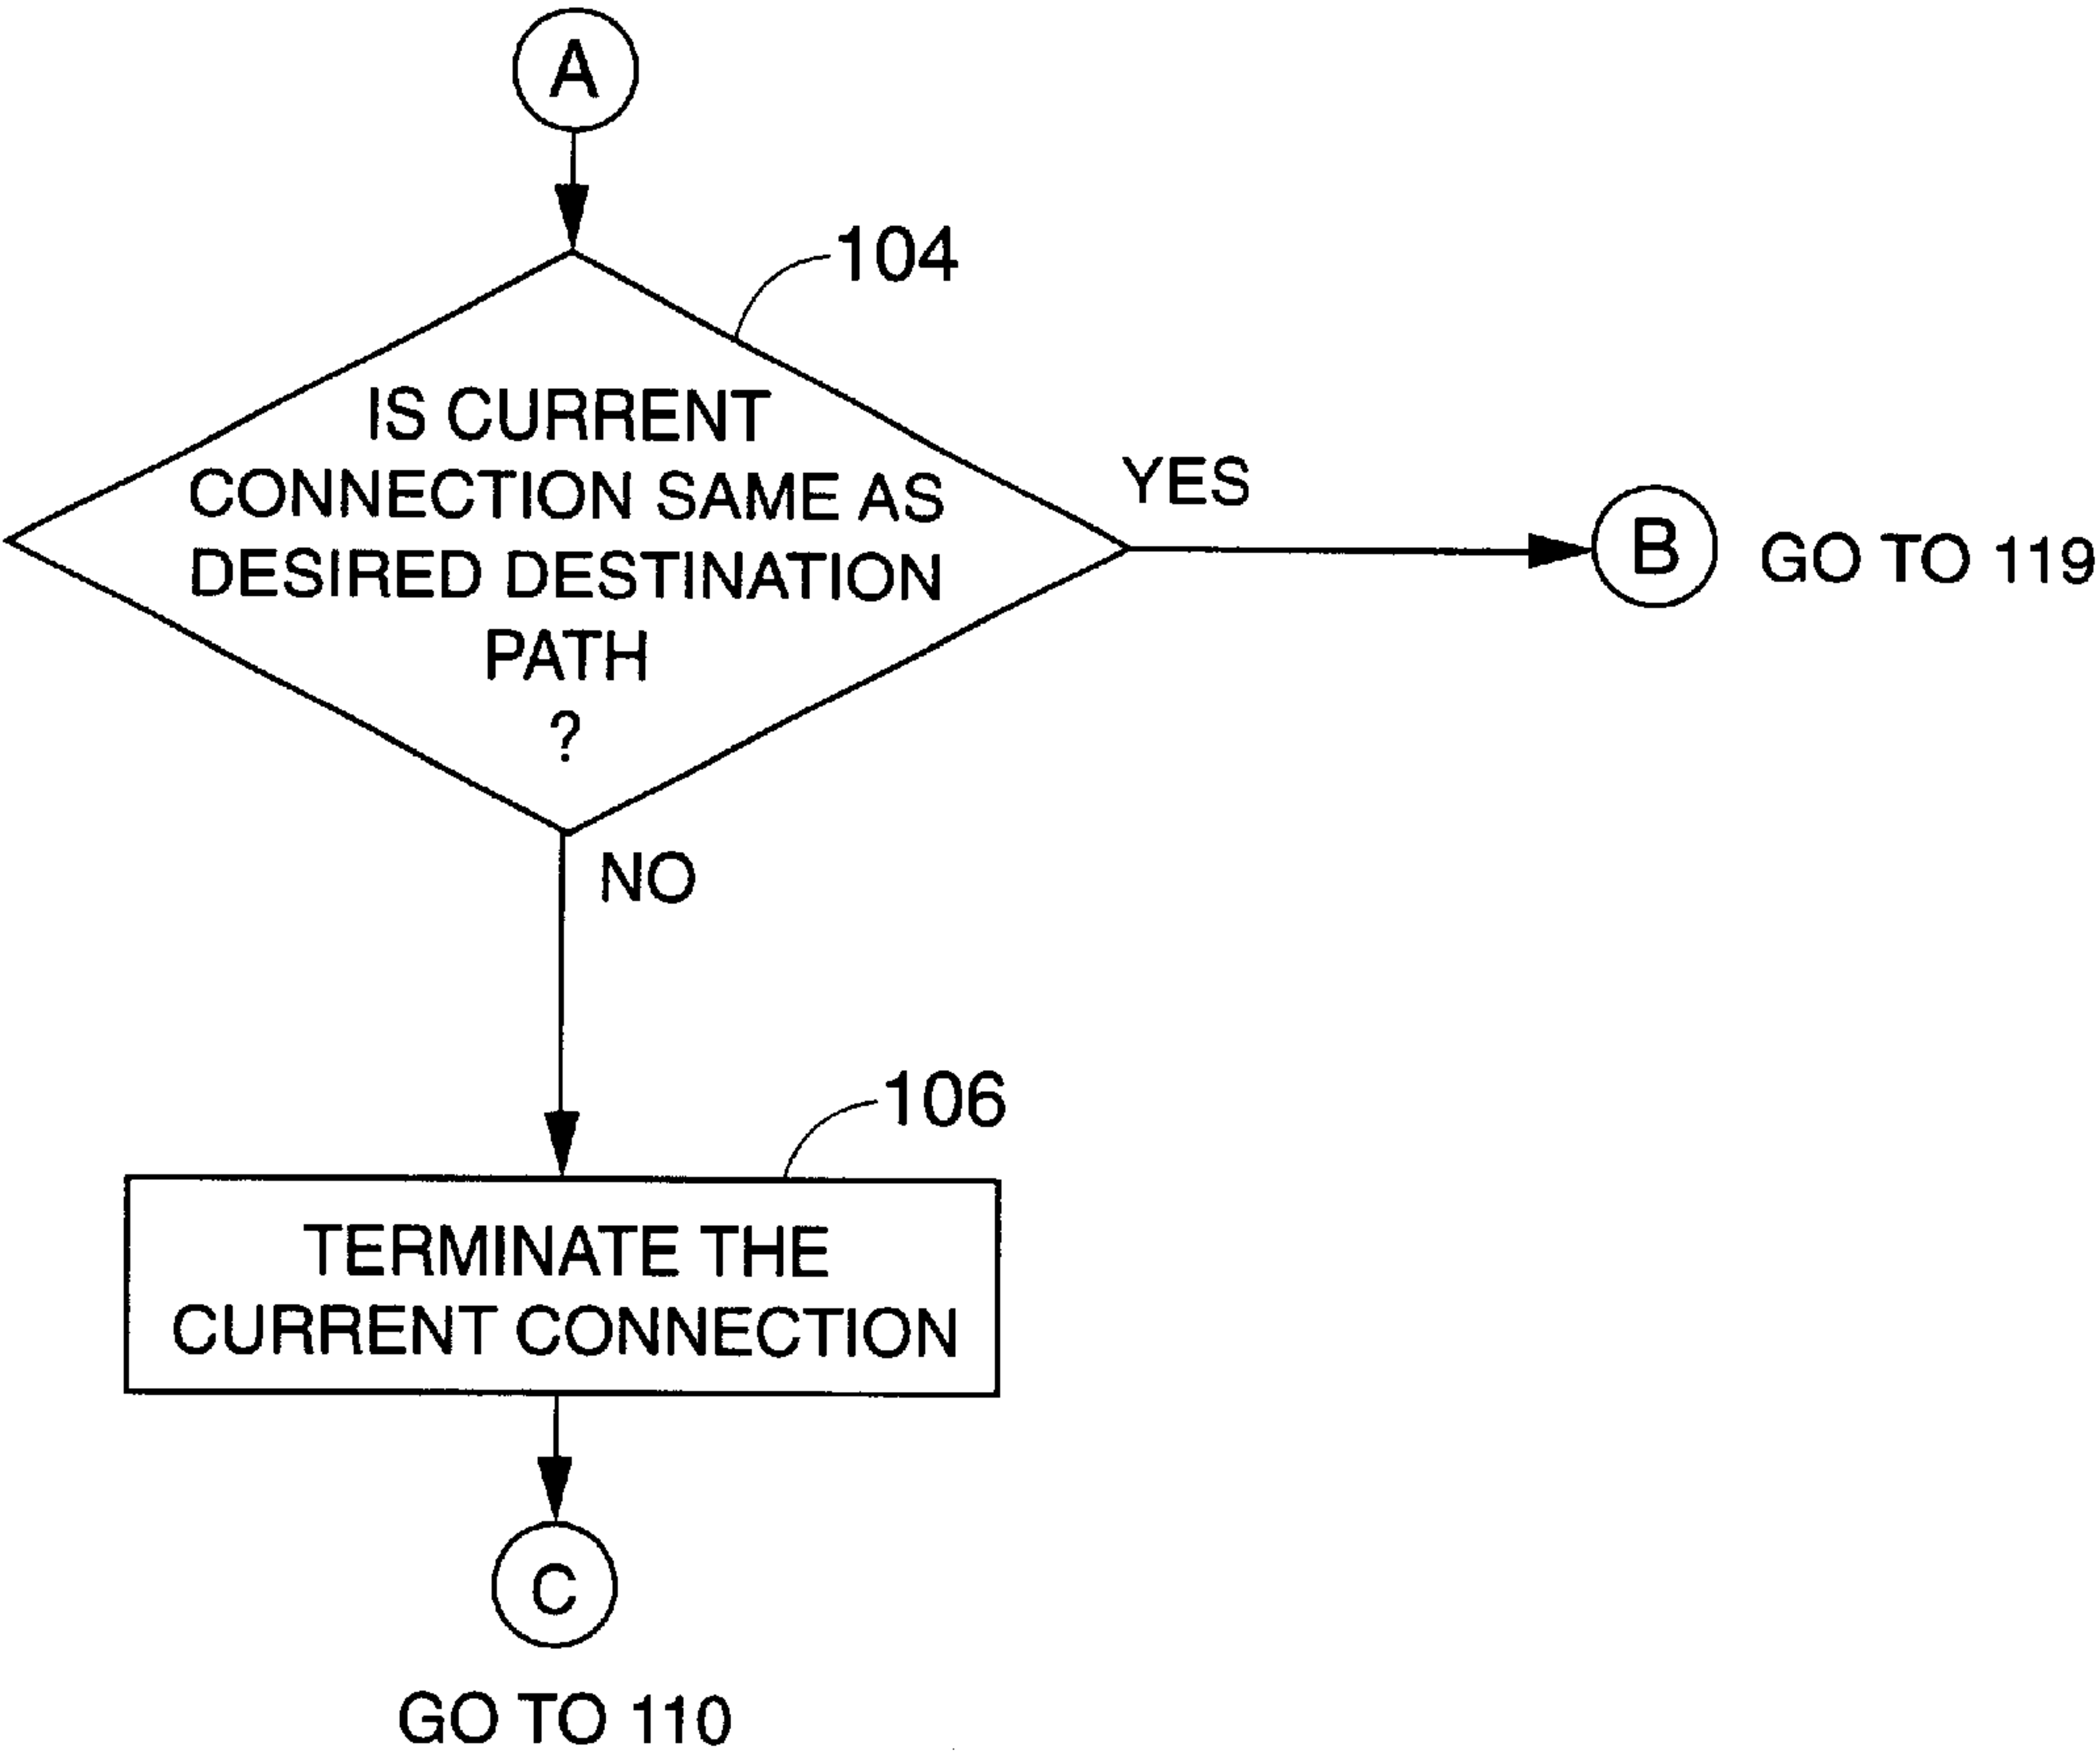 A
104
IS CURRENT
CONNECTION SAME AS
DESIRED DESTINATION
PATH
?
YES
B
GO TO 119
NO
106
TERMINATE THE
CURRENT CONNECTION
C
GO TO 110